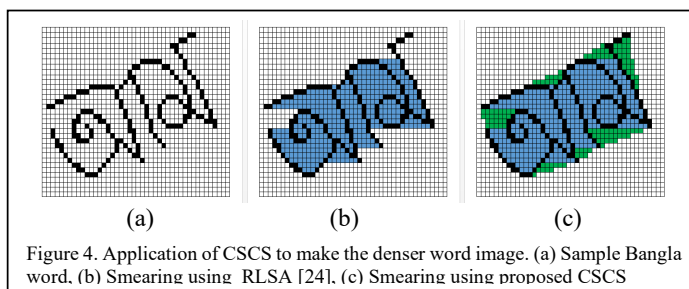 (a) (b) (c)
Figure 4. Application of CSCS to make the denser word image. (a) Sample Bangla
word, (b) Smearing using RLSA [24], (c) Smearing using proposed CSCS